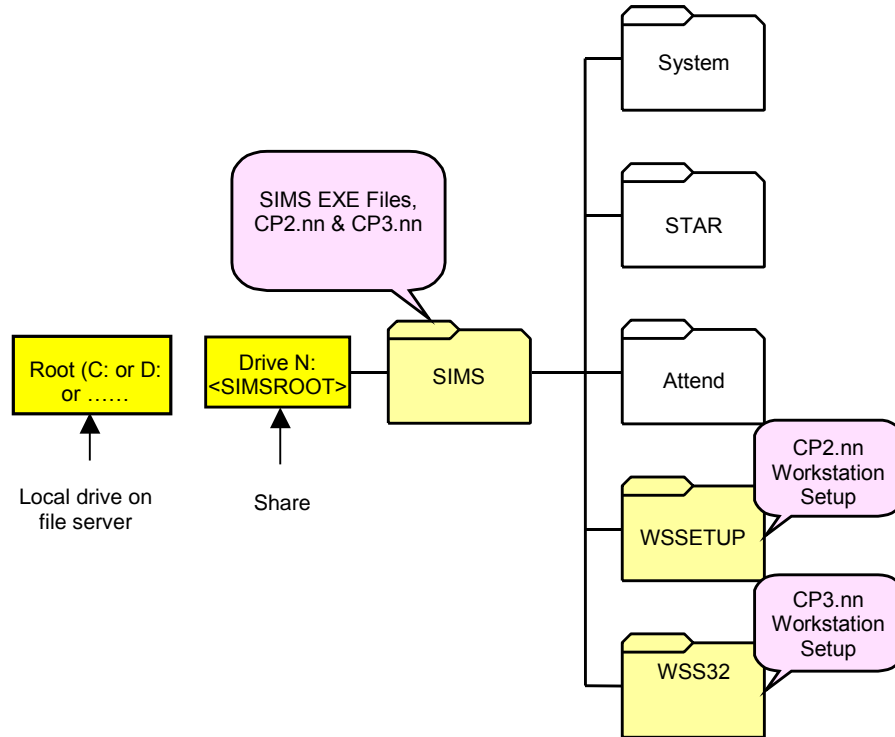 System
SIMS EXE Files,
CP2.nn & CP3.nn
STAR
Root (C: or D:
or ……
Drive N:
<SIMSROOT>
SIMS
Attend
Local drive on
file server
Share
CP2.nn
Workstation
Setup
WSSETUP
CP3.nn
Workstation
Setup
WSS32